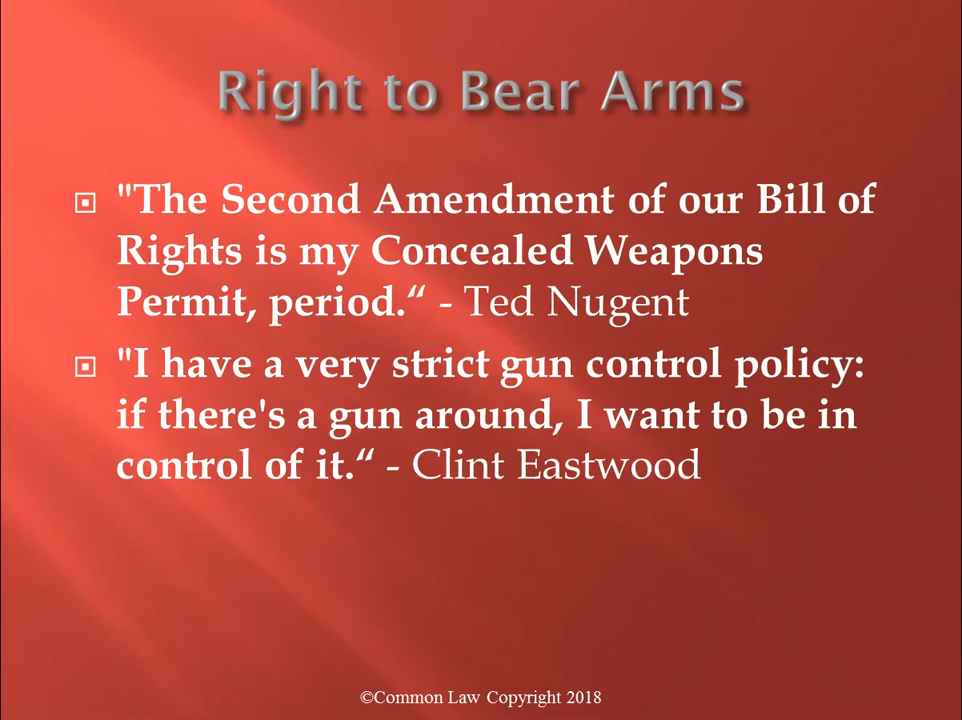 Right to Bear Arms
"The Second Amendment of our Bill of
Rights is my Concealed Weapons
Permit, period.“ - Ted Nugent
"I have a very strict gun control policy:
if there's a gun around, I want to be in
control of it.“ - Clint Eastwood
©Common Law Copyright 2018